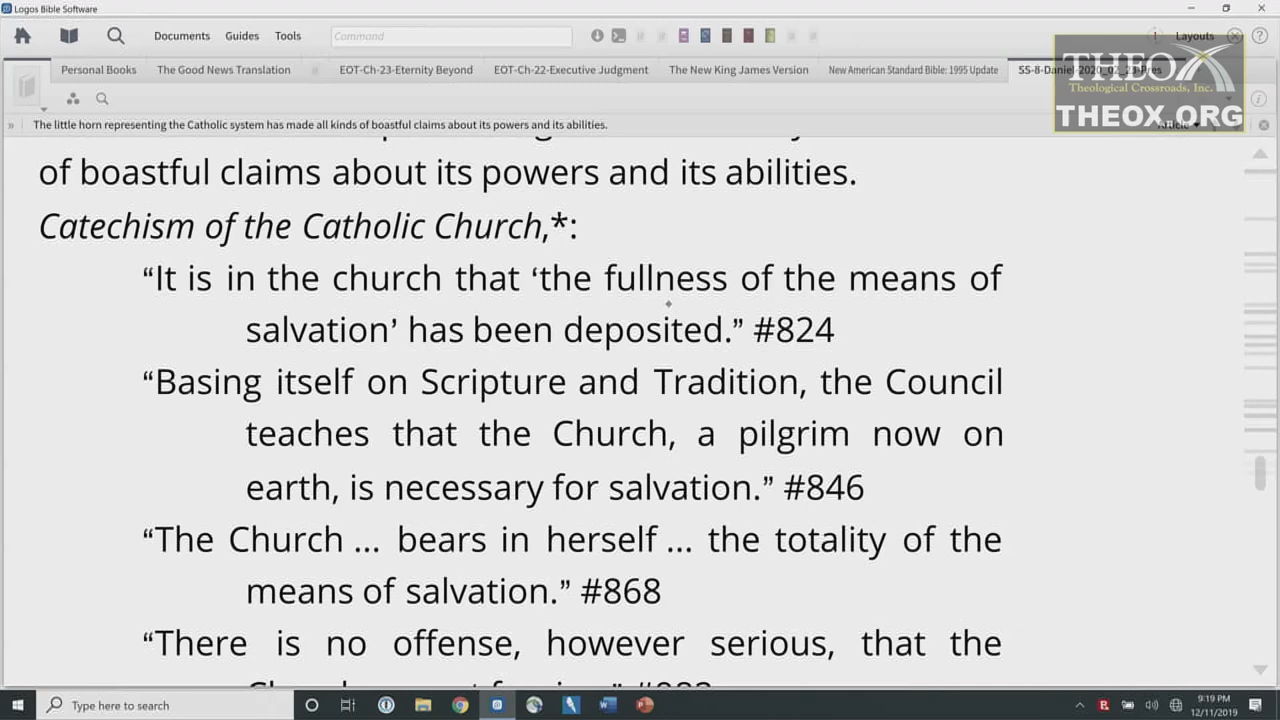 Logos Bible Software
Documents Guides Tools Command Layouts
Personal Books The Good News Translation EOT-Ch-22-Executive Judgment The New King James Version New American Standard Bible: 1995 Update
THEOX
Theological Crossroads, Inc.
THEOX.ORG
The little horn representing the Catholic system has made all kinds of boastful claims about its powers and its abilities.
of boastful claims about its powers and its abilities.
Catechism of the Catholic Church,*:
“It is in the church that ‘the fullness of the means of
salvation’ has been deposited.” #824
“Basing itself on Scripture and Tradition, the Council
teaches that the Church, a pilgrim now on
earth, is necessary for salvation.” #846
“The Church ... bears in herself ... the totality of the
means of salvation.” #868
“There is no offense, however serious, that the
Type here to search
9:19 PM
12/11/2019